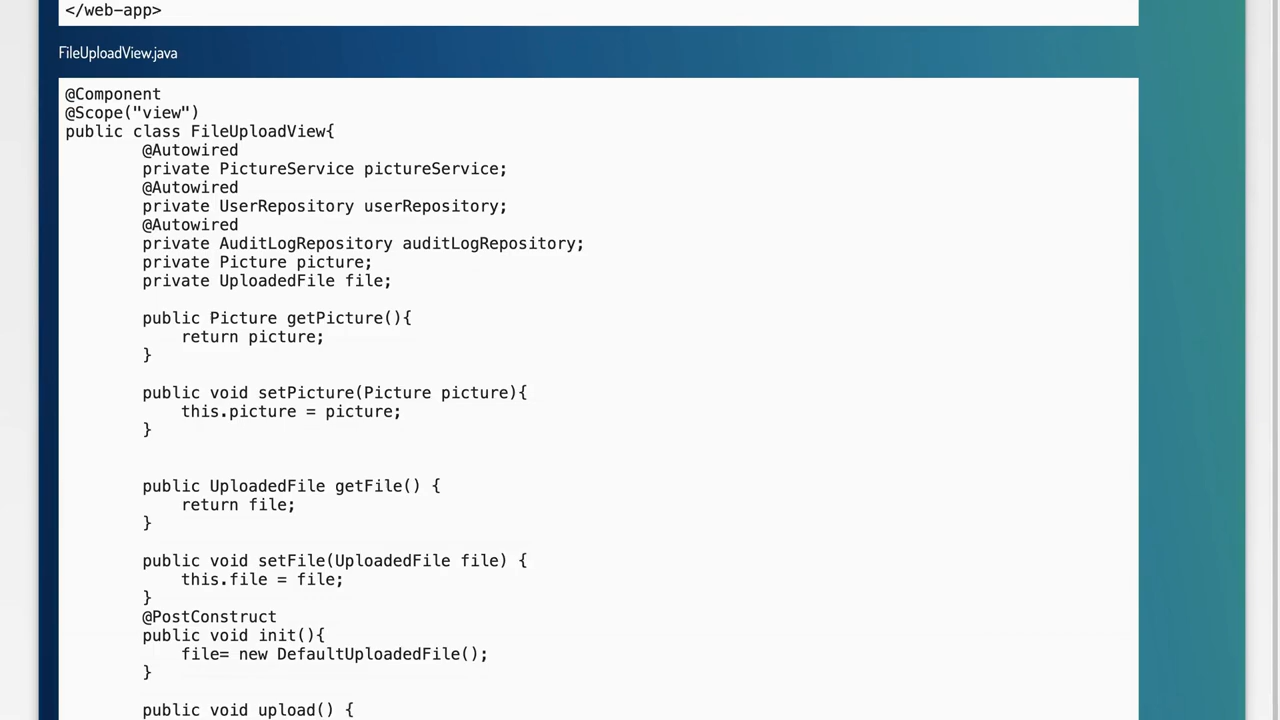 </web-app>
FileUploadView.java
@Component
@Scope("view")
public class FileUploadView{
@Autowired
private PictureService pictureService;
@Autowired
private UserRepository userRepository;
@Autowired
private AuditLogRepository auditLogRepository;
private Picture picture;
private UploadedFile file;
public Picture getPicture(){
return picture;
}
public void setPicture(Picture picture){
this.picture = picture;
}
public UploadedFile getFile() {
return file;
}
public void setFile(UploadedFile file) {
this.file = file;
}
@PostConstruct
public void init(){
file= new DefaultUploadedFile();
}
public void upload() {